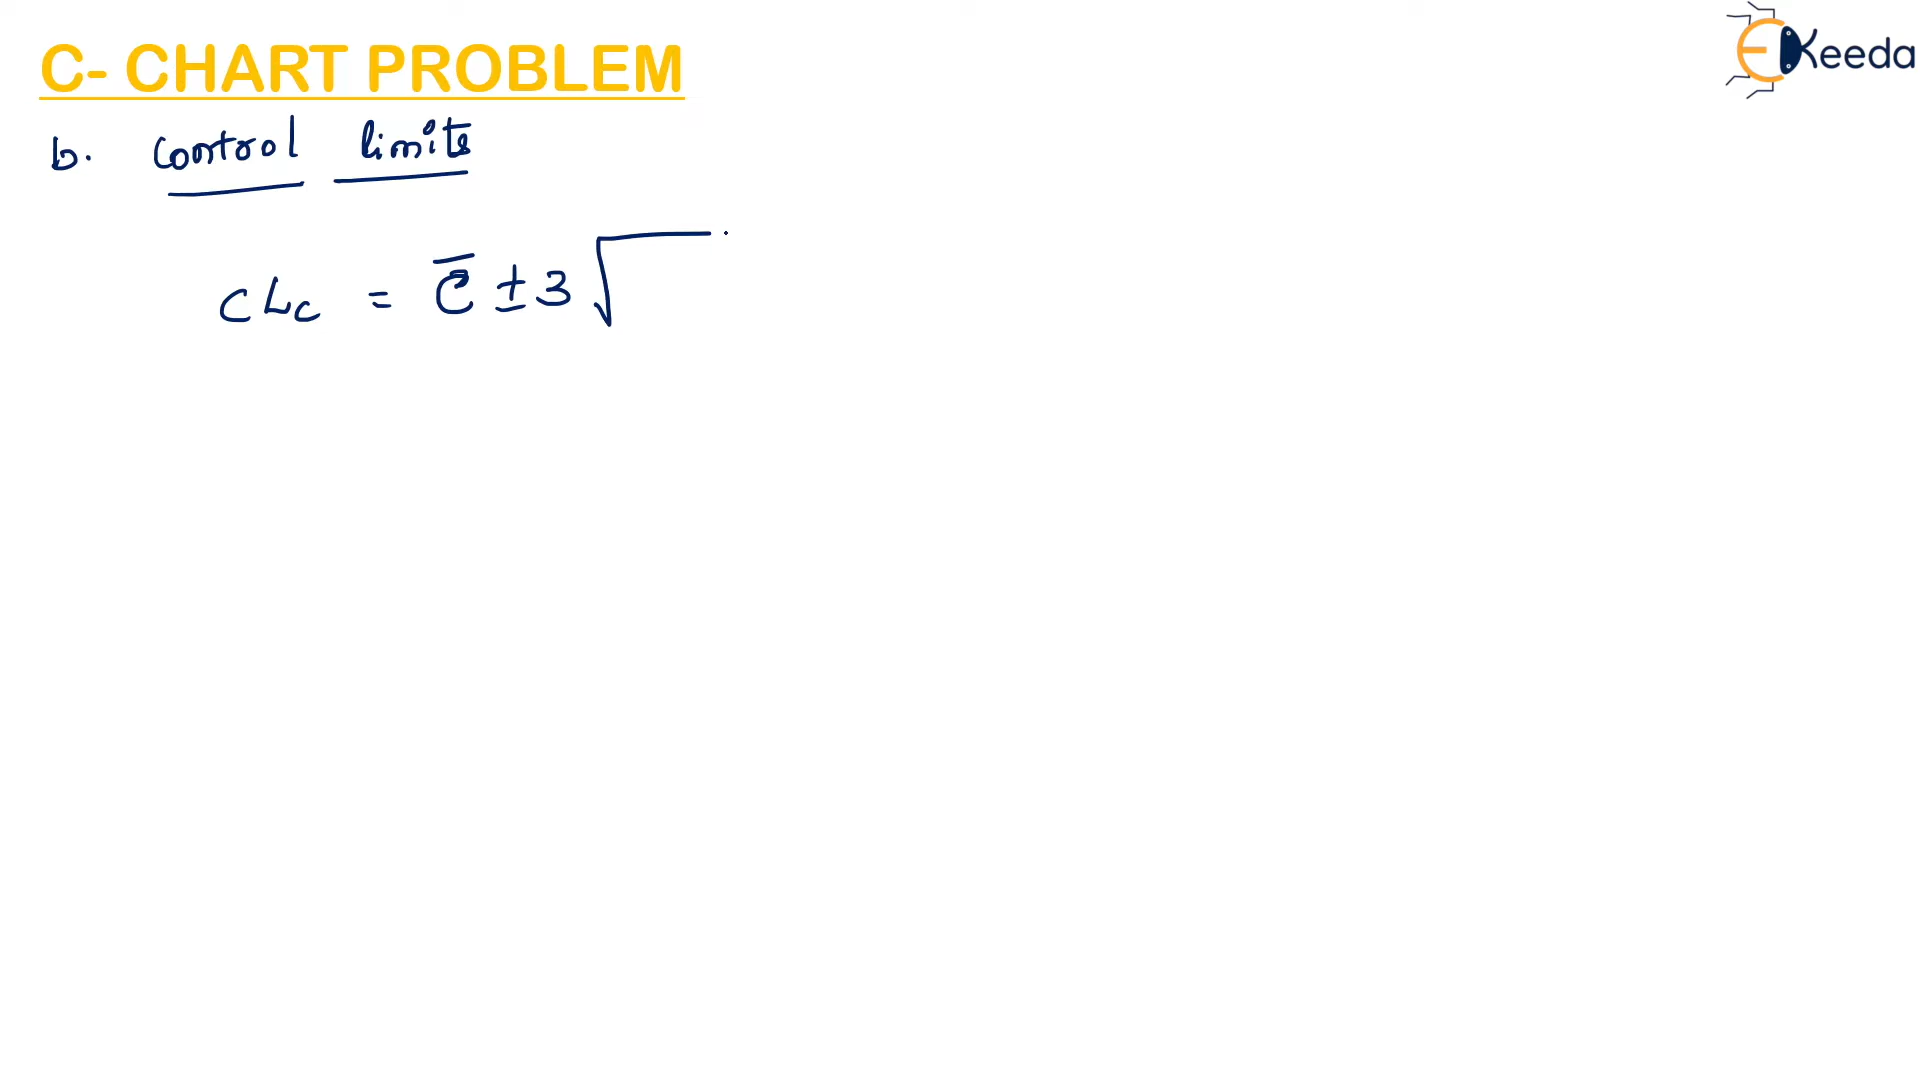 C- CHART PROBLEM
EKeeda
b. control limits
CLc = C̅ ± 3 √